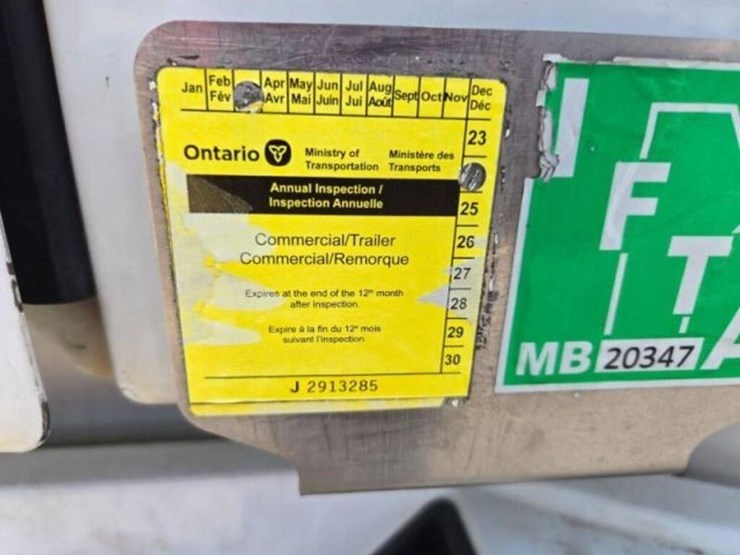 Jan Feb Apr May Jun Jul Aug Sept Oct Nov Dec
Fév Avr Mai Juin Jui Août Déc
23
Ontario Ministry of Transportation Ministère des Transports
Annual Inspection /
Inspection Annuelle
25
Commercial/Trailer
26
Commercial/Remorque
27
Expires at the end of the 12th month
after inspection.
28
Expire à la fin du 12e mois
suivant l'inspection
29
30
J 2913285
I
F
T
A
MB 20347